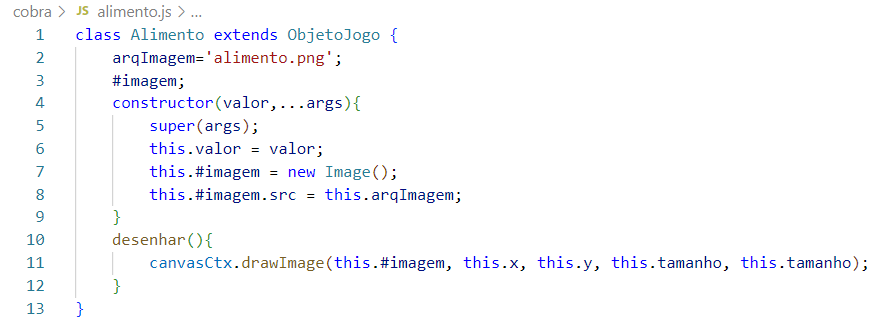 cobra > JS alimento.js > ...
1 class Alimento extends ObjetoJogo {
2 arqImagem='alimento.png';
3 #imagem;
4 constructor(valor,...args){
5 super(args);
6 this.valor = valor;
7 this.#imagem = new Image();
8 this.#imagem.src = this.arqImagem;
9 }
10 desenhar(){
11 canvasCtx.drawImage(this.#imagem, this.x, this.y, this.tamanho, this.tamanho);
12 }
13 }